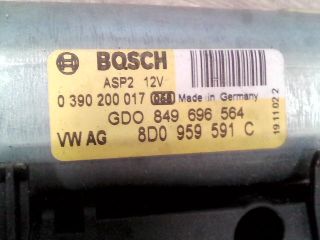 BOSCH
ASP2 12V
0 390 200 017 Made in Germany
GDO 849 696 564
VW AG 8D0 959 591 C
19 11 02 2